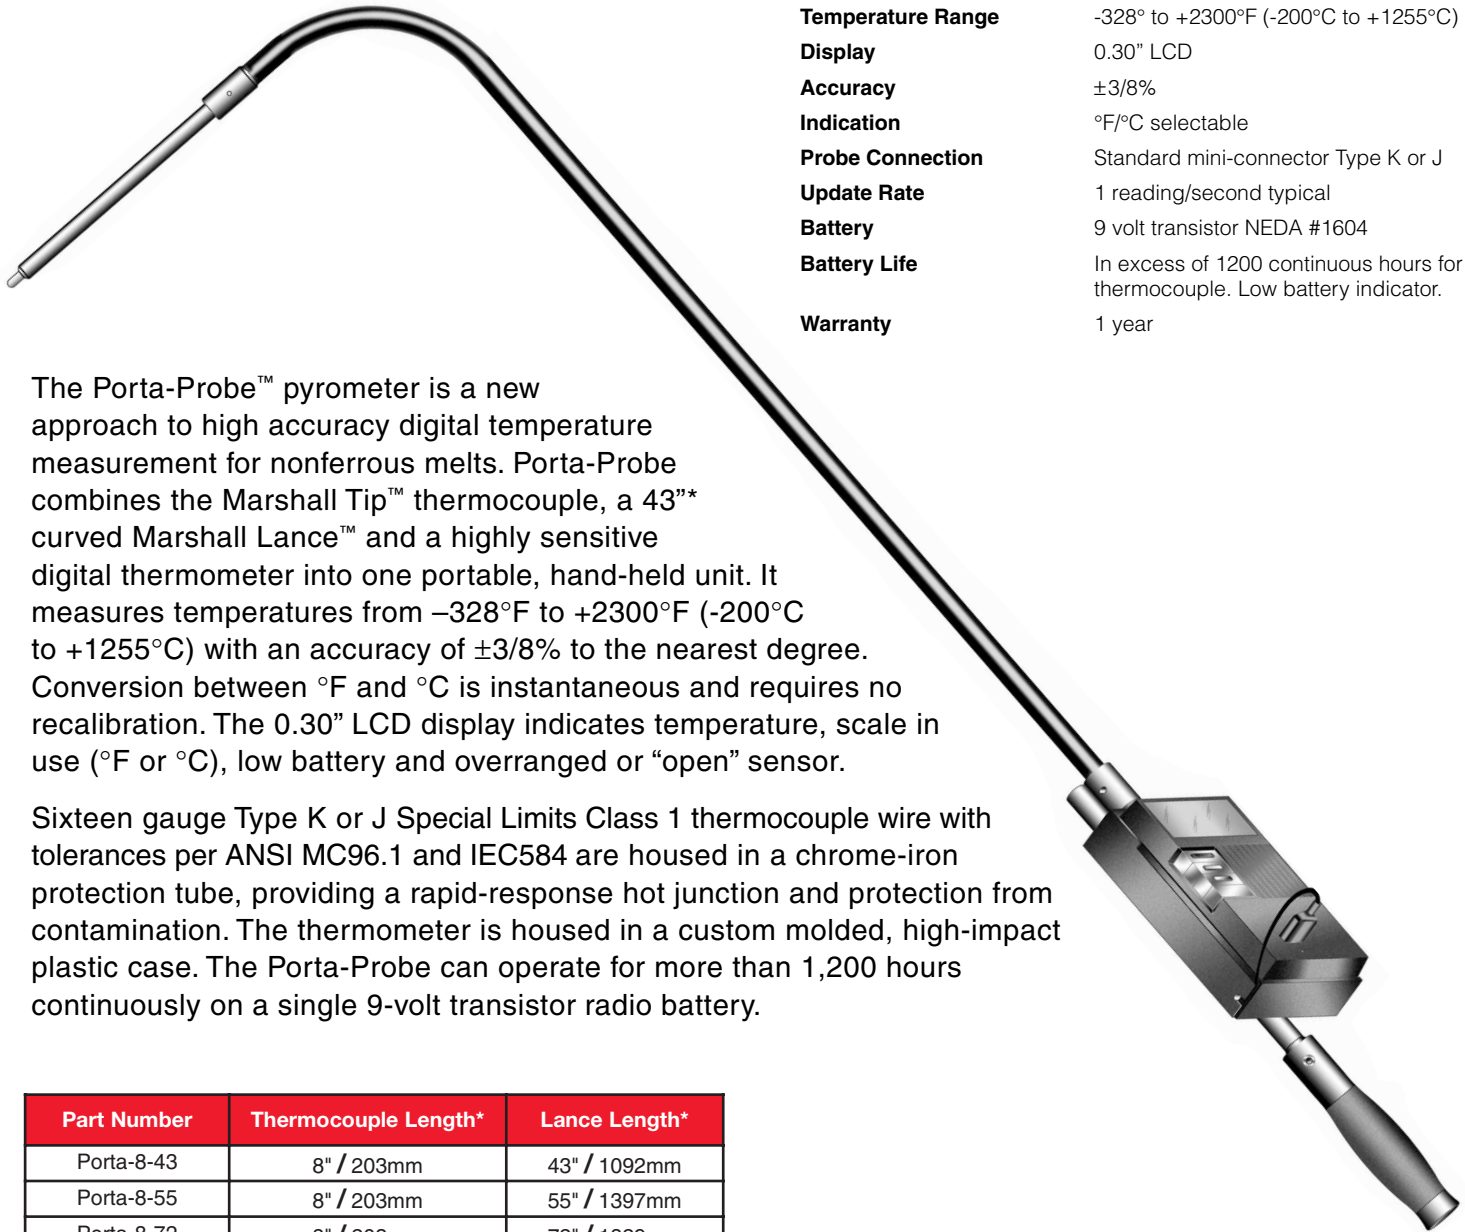 Temperature Range -328° to +2300°F (-200°C to +1255°C)
Display 0.30” LCD
Accuracy ±3/8%
Indication °F/°C selectable
Probe Connection Standard mini-connector Type K or J
Update Rate 1 reading/second typical
Battery 9 volt transistor NEDA #1604
Battery Life In excess of 1200 continuous hours for
thermocouple. Low battery indicator.
Warranty 1 year
The Porta-Probe™ pyrometer is a new
approach to high accuracy digital temperature
measurement for nonferrous melts. Porta-Probe
combines the Marshall Tip™ thermocouple, a 43”*
curved Marshall Lance™ and a highly sensitive
digital thermometer into one portable, hand-held unit. It
measures temperatures from –328°F to +2300°F (-200°C
to +1255°C) with an accuracy of ±3/8% to the nearest degree.
Conversion between °F and °C is instantaneous and requires no
recalibration. The 0.30” LCD display indicates temperature, scale in
use (°F or °C), low battery and overranged or “open” sensor.
Sixteen gauge Type K or J Special Limits Class 1 thermocouple wire with
tolerances per ANSI MC96.1 and IEC584 are housed in a chrome-iron
protection tube, providing a rapid-response hot junction and protection from
contamination. The thermometer is housed in a custom molded, high-impact
plastic case. The Porta-Probe can operate for more than 1,200 hours
continuously on a single 9-volt transistor radio battery.
Part Number Thermocouple Length* Lance Length*
Porta-8-43 8" / 203mm 43" / 1092mm
Porta-8-55 8" / 203mm 55" / 1397mm
Porta-8-72